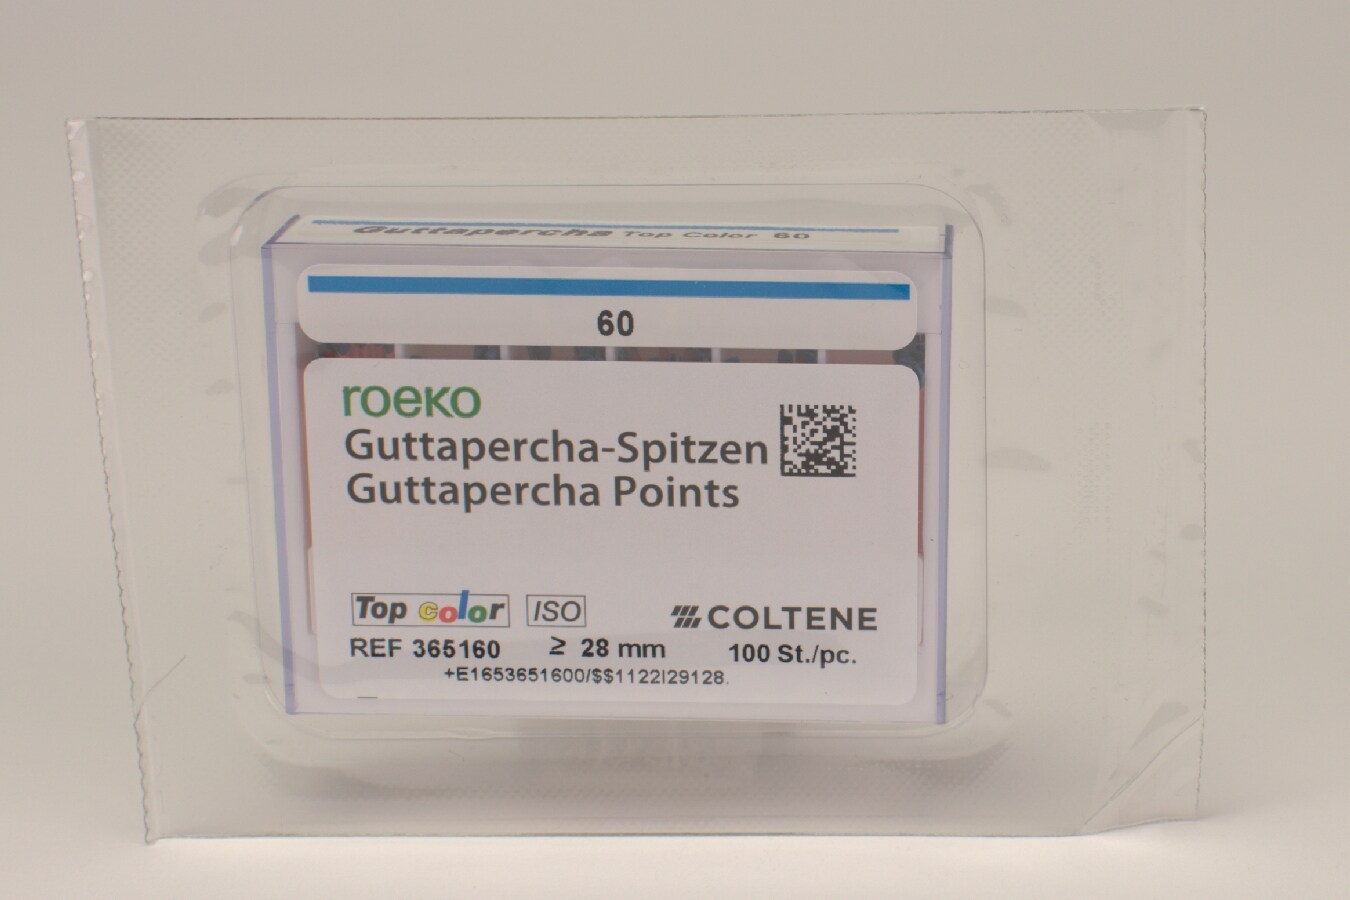 Guttapercha Top Color 60
60
roeko
Guttapercha-Spitzen
Guttapercha Points
Top color ISO COLTENE
REF 365160 ≥ 28 mm 100 St./pc.
+E1653651600/$$1122I29128.